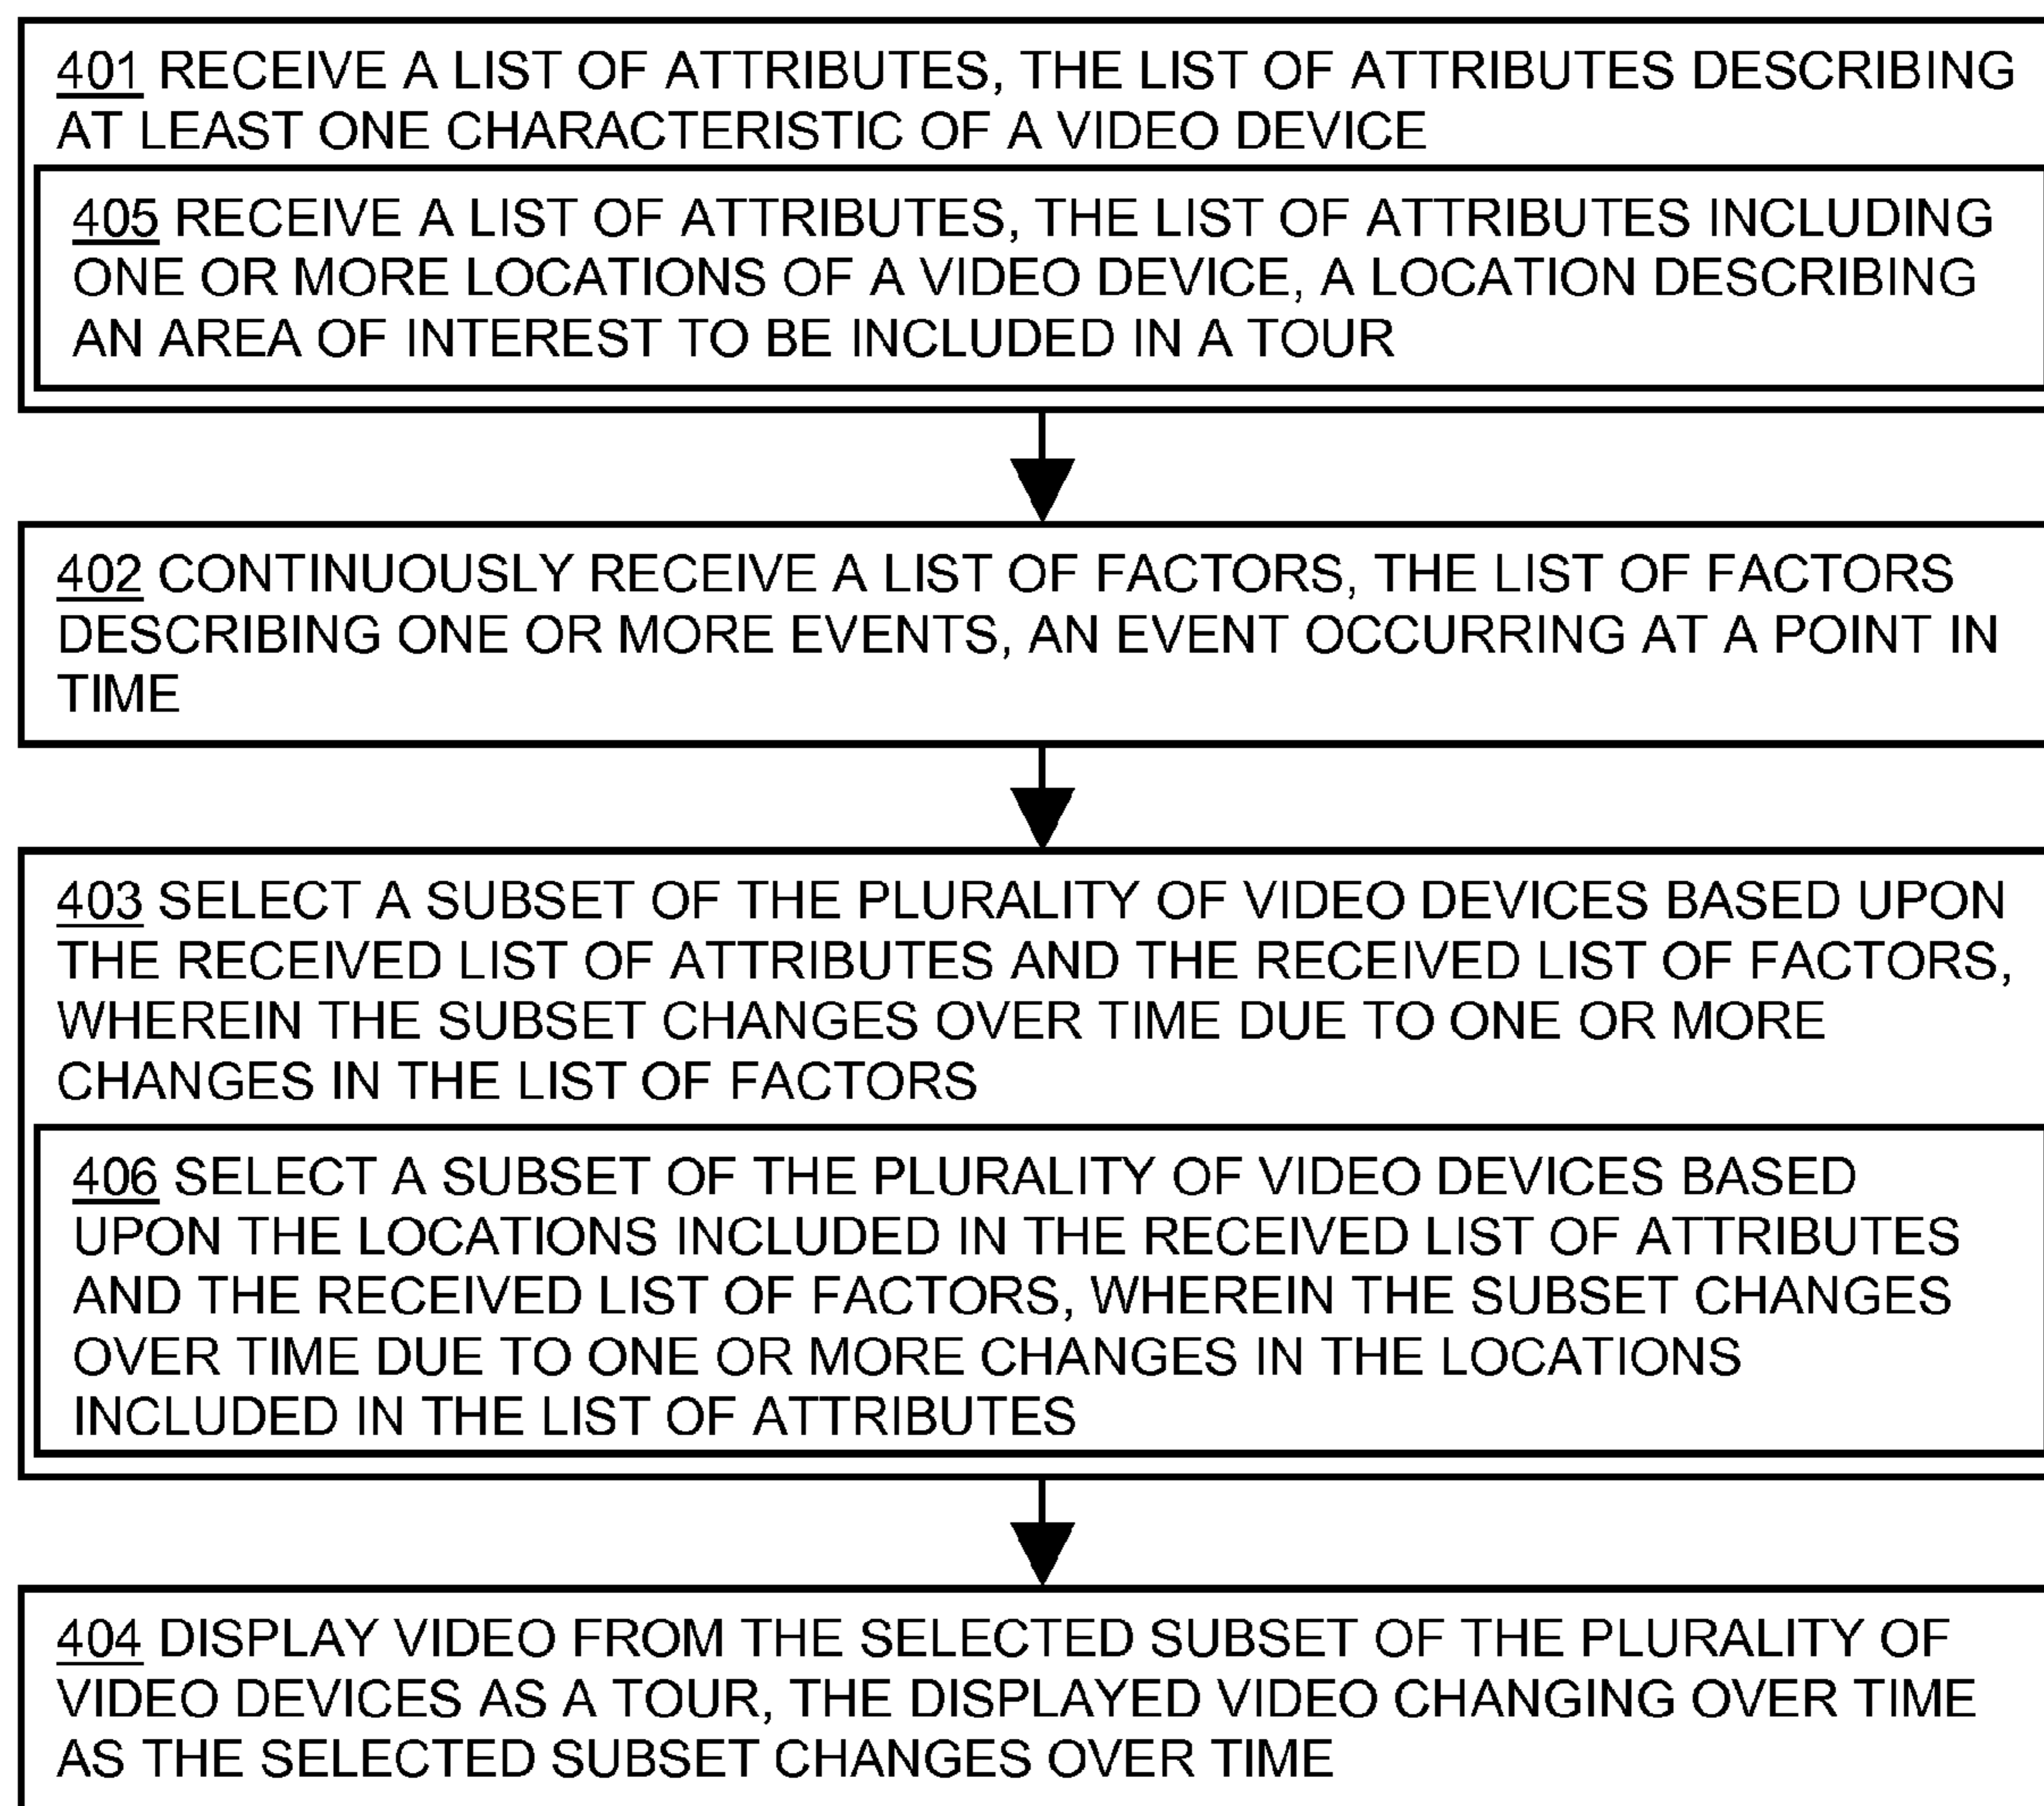 401 RECEIVE A LIST OF ATTRIBUTES, THE LIST OF ATTRIBUTES DESCRIBING
AT LEAST ONE CHARACTERISTIC OF A VIDEO DEVICE
405 RECEIVE A LIST OF ATTRIBUTES, THE LIST OF ATTRIBUTES INCLUDING
ONE OR MORE LOCATIONS OF A VIDEO DEVICE, A LOCATION DESCRIBING
AN AREA OF INTEREST TO BE INCLUDED IN A TOUR
402 CONTINUOUSLY RECEIVE A LIST OF FACTORS, THE LIST OF FACTORS
DESCRIBING ONE OR MORE EVENTS, AN EVENT OCCURRING AT A POINT IN
TIME
403 SELECT A SUBSET OF THE PLURALITY OF VIDEO DEVICES BASED UPON
THE RECEIVED LIST OF ATTRIBUTES AND THE RECEIVED LIST OF FACTORS,
WHEREIN THE SUBSET CHANGES OVER TIME DUE TO ONE OR MORE
CHANGES IN THE LIST OF FACTORS
406 SELECT A SUBSET OF THE PLURALITY OF VIDEO DEVICES BASED
UPON THE LOCATIONS INCLUDED IN THE RECEIVED LIST OF ATTRIBUTES
AND THE RECEIVED LIST OF FACTORS, WHEREIN THE SUBSET CHANGES
OVER TIME DUE TO ONE OR MORE CHANGES IN THE LOCATIONS
INCLUDED IN THE LIST OF ATTRIBUTES
404 DISPLAY VIDEO FROM THE SELECTED SUBSET OF THE PLURALITY OF
VIDEO DEVICES AS A TOUR, THE DISPLAYED VIDEO CHANGING OVER TIME
AS THE SELECTED SUBSET CHANGES OVER TIME